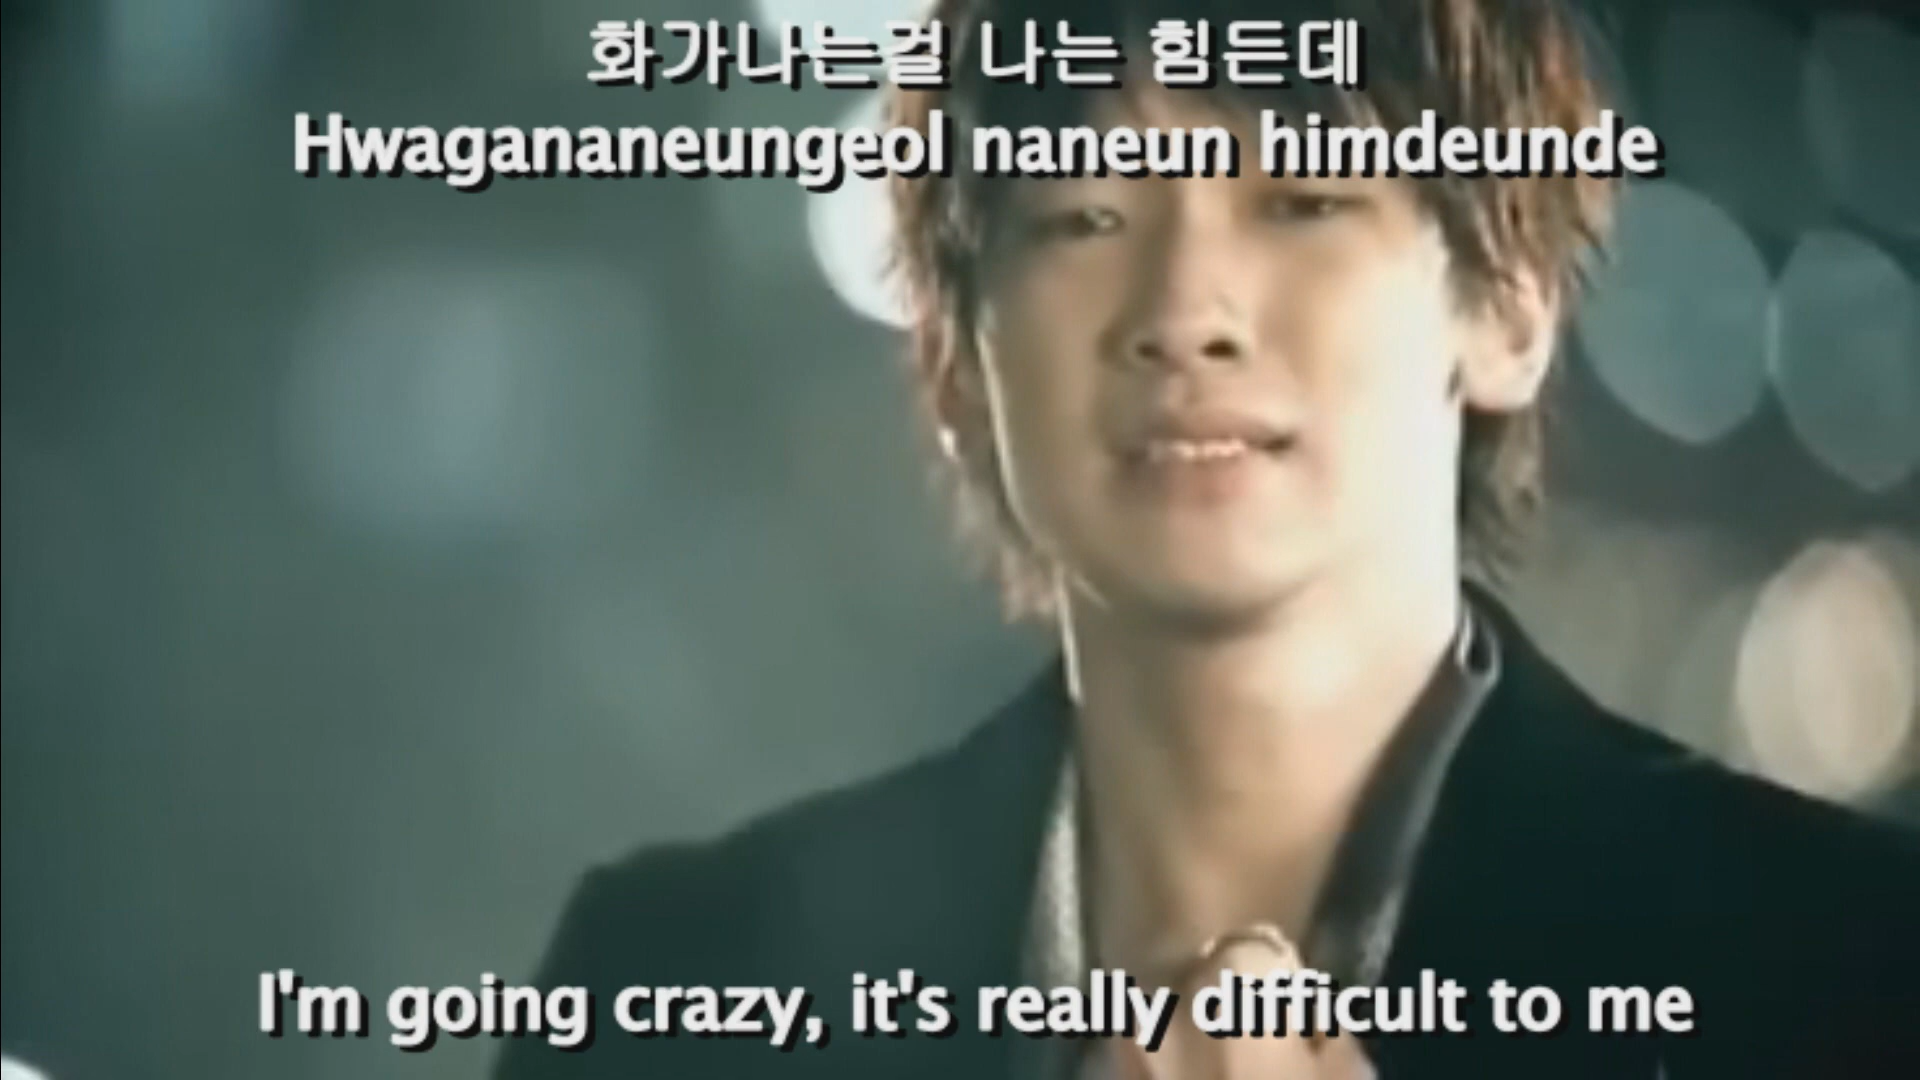 화가나는걸 나는 힘든데
Hwagananeungeol naneun himdeunde
I'm going crazy, it's really difficult to me